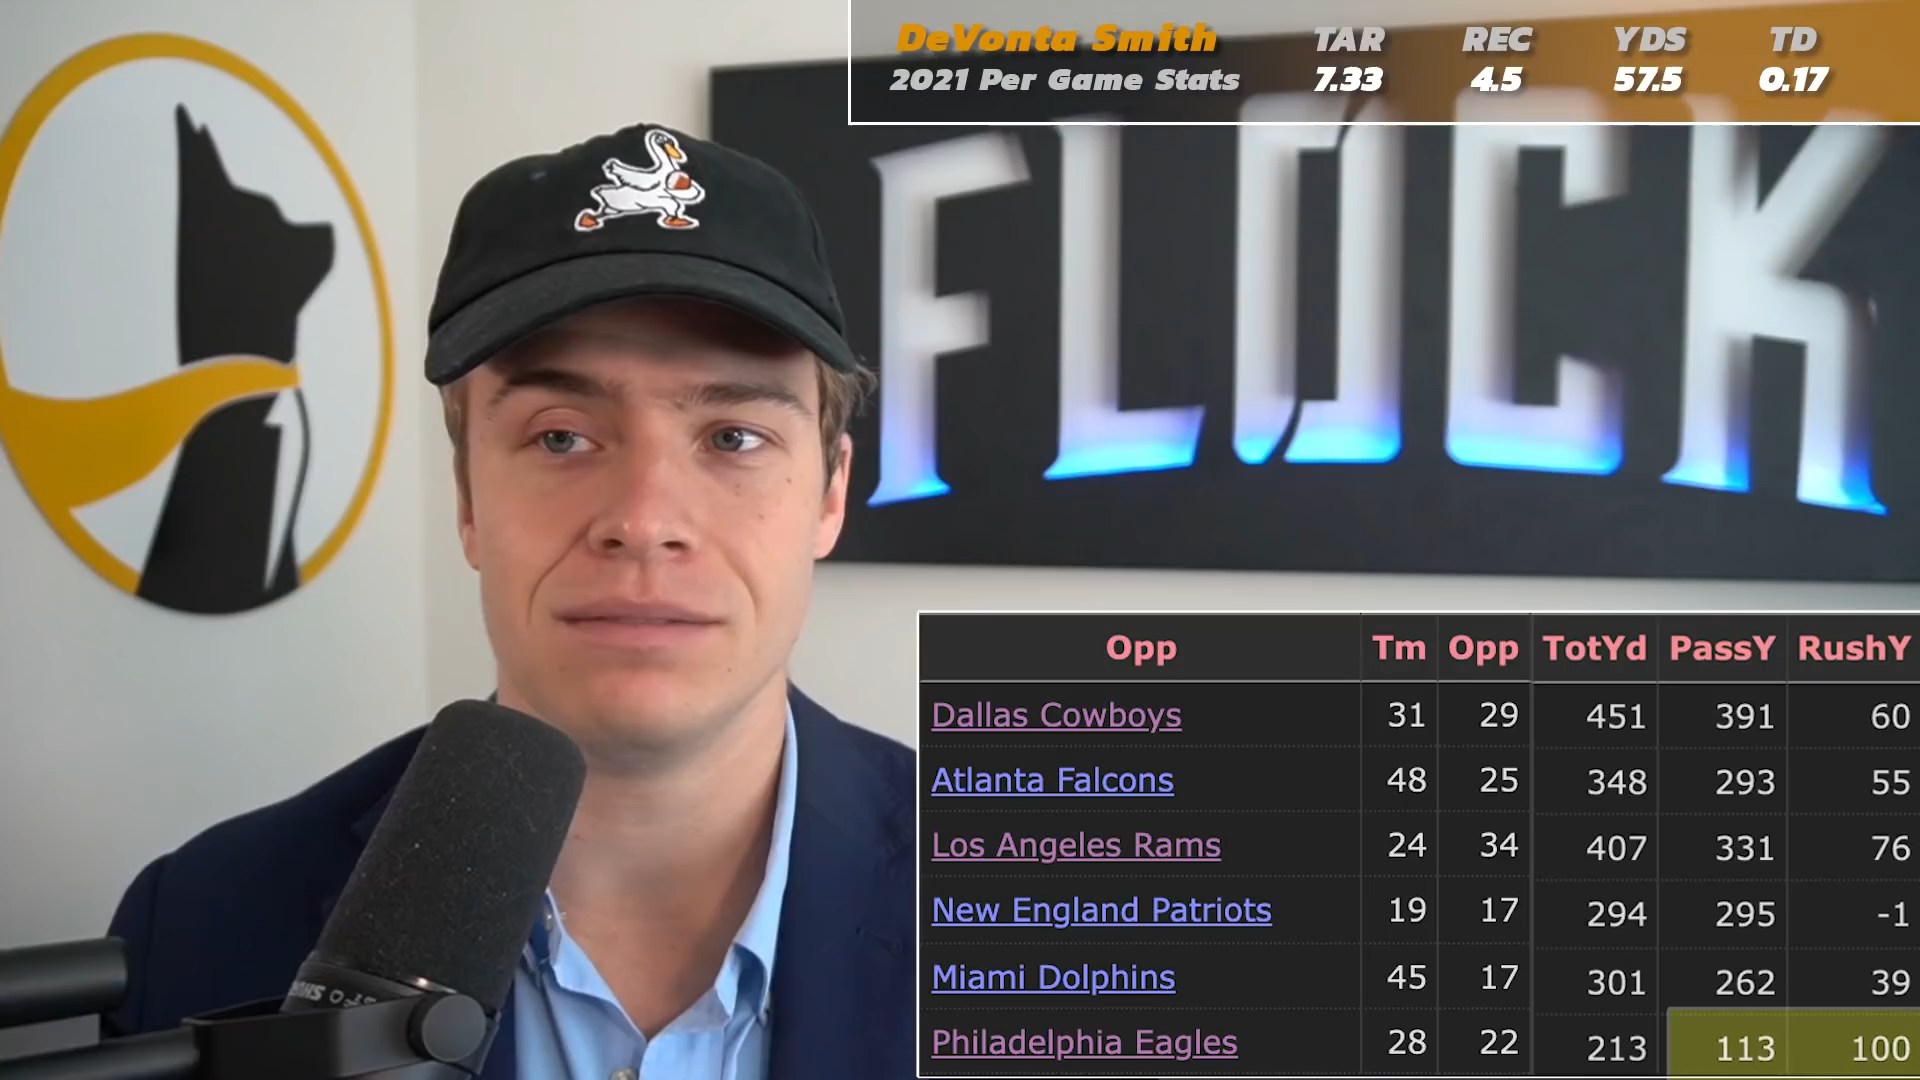 DeVonta Smith TAR REC YDS TD
2021 Per Game Stats 7.33 4.5 57.5 0.17
FLOCK
Opp Tm Opp TotYd PassY RushY
Dallas Cowboys 31 29 451 391 60
Atlanta Falcons 48 25 348 293 55
Los Angeles Rams 24 34 407 331 76
New England Patriots 19 17 294 295 -1
Miami Dolphins 45 17 301 262 39
Philadelphia Eagles 28 22 213 113 100